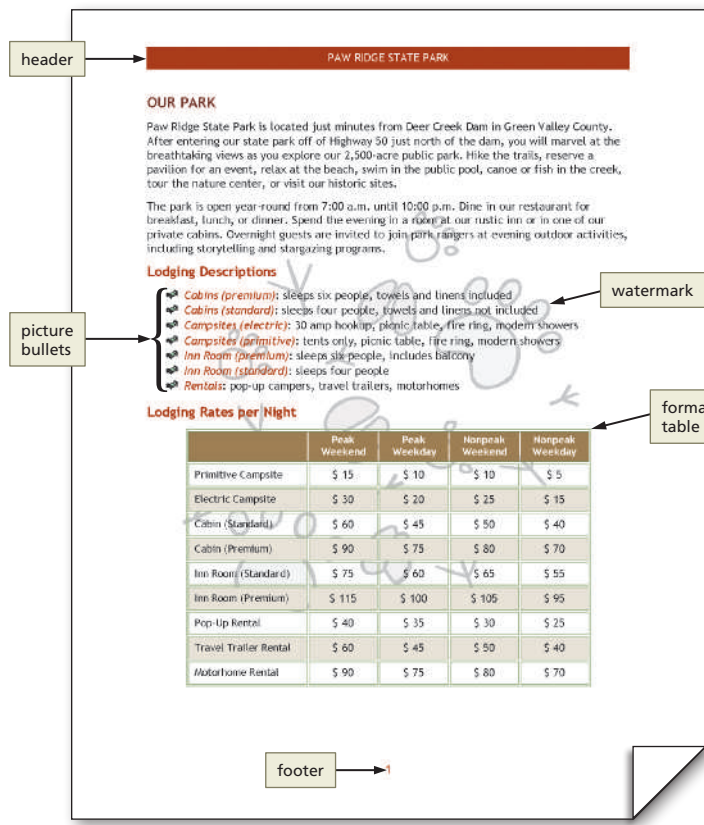 header
PAW RIDGE STATE PARK
OUR PARK
Paw Ridge State Park is located just minutes from Deer Creek Dam in Green Valley County.
After entering our state park off of Highway 50 just north of the dam, you will marvel at the
breathtaking views as you explore our 2,500-acre public park. Hike the trails, reserve a
pavilion for an event, relax at the beach, swim in the public pool, canoe or fish in the creek,
tour the nature center, or visit our historic sites.
The park is open year-round from 7:00 a.m. until 10:00 p.m. Dine in our restaurant for
breakfast, lunch, or dinner. Spend the evening in a room at our rustic inn or in one of our
private cabins. Overnight guests are invited to join park rangers at evening outdoor activities,
including storytelling and stargazing programs.
Lodging Descriptions
Cabins (premium): sleeps six people, towels and linens included
Cabins (standard): sleeps four people, towels and linens not included
Campsites (electric): 30 amp hookup, picnic table, fire ring, modern showers
Campsites (primitive): tents only, picnic table, fire ring, modern showers
Inn Room (premium): sleeps six people, includes balcony
Inn Room (standard): sleeps four people
Rentals: pop-up campers, travel trailers, motorhomes
watermark
picture
bullets
Lodging Rates per Night
forma
table
Peak Weekend Peak Weekday Nonpeak Weekend Nonpeak Weekday
Primitive Campsite $ 15 $ 10 $ 10 $ 5
Electric Campsite $ 30 $ 20 $ 25 $ 15
Cabin (Standard) $ 60 $ 45 $ 50 $ 40
Cabin (Premium) $ 90 $ 75 $ 80 $ 70
Inn Room (Standard) $ 75 $ 60 $ 65 $ 55
Inn Room (Premium) $ 115 $ 100 $ 105 $ 95
Pop-Up Rental $ 40 $ 35 $ 30 $ 25
Travel Trailer Rental $ 60 $ 45 $ 50 $ 40
Motorhome Rental $ 90 $ 75 $ 80 $ 70
footer
1